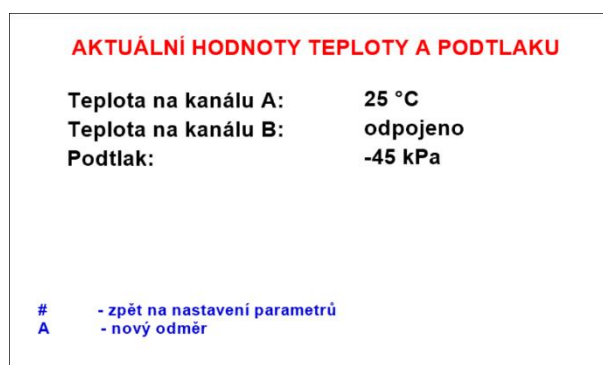 AKTUÁLNÍ HODNOTY TEPLOTY A PODTLAKU
Teplota na kanálu A: 25 °C
Teplota na kanálu B: odpojeno
Podtlak: -45 kPa
# - zpět na nastavení parametrů
A - nový odměr